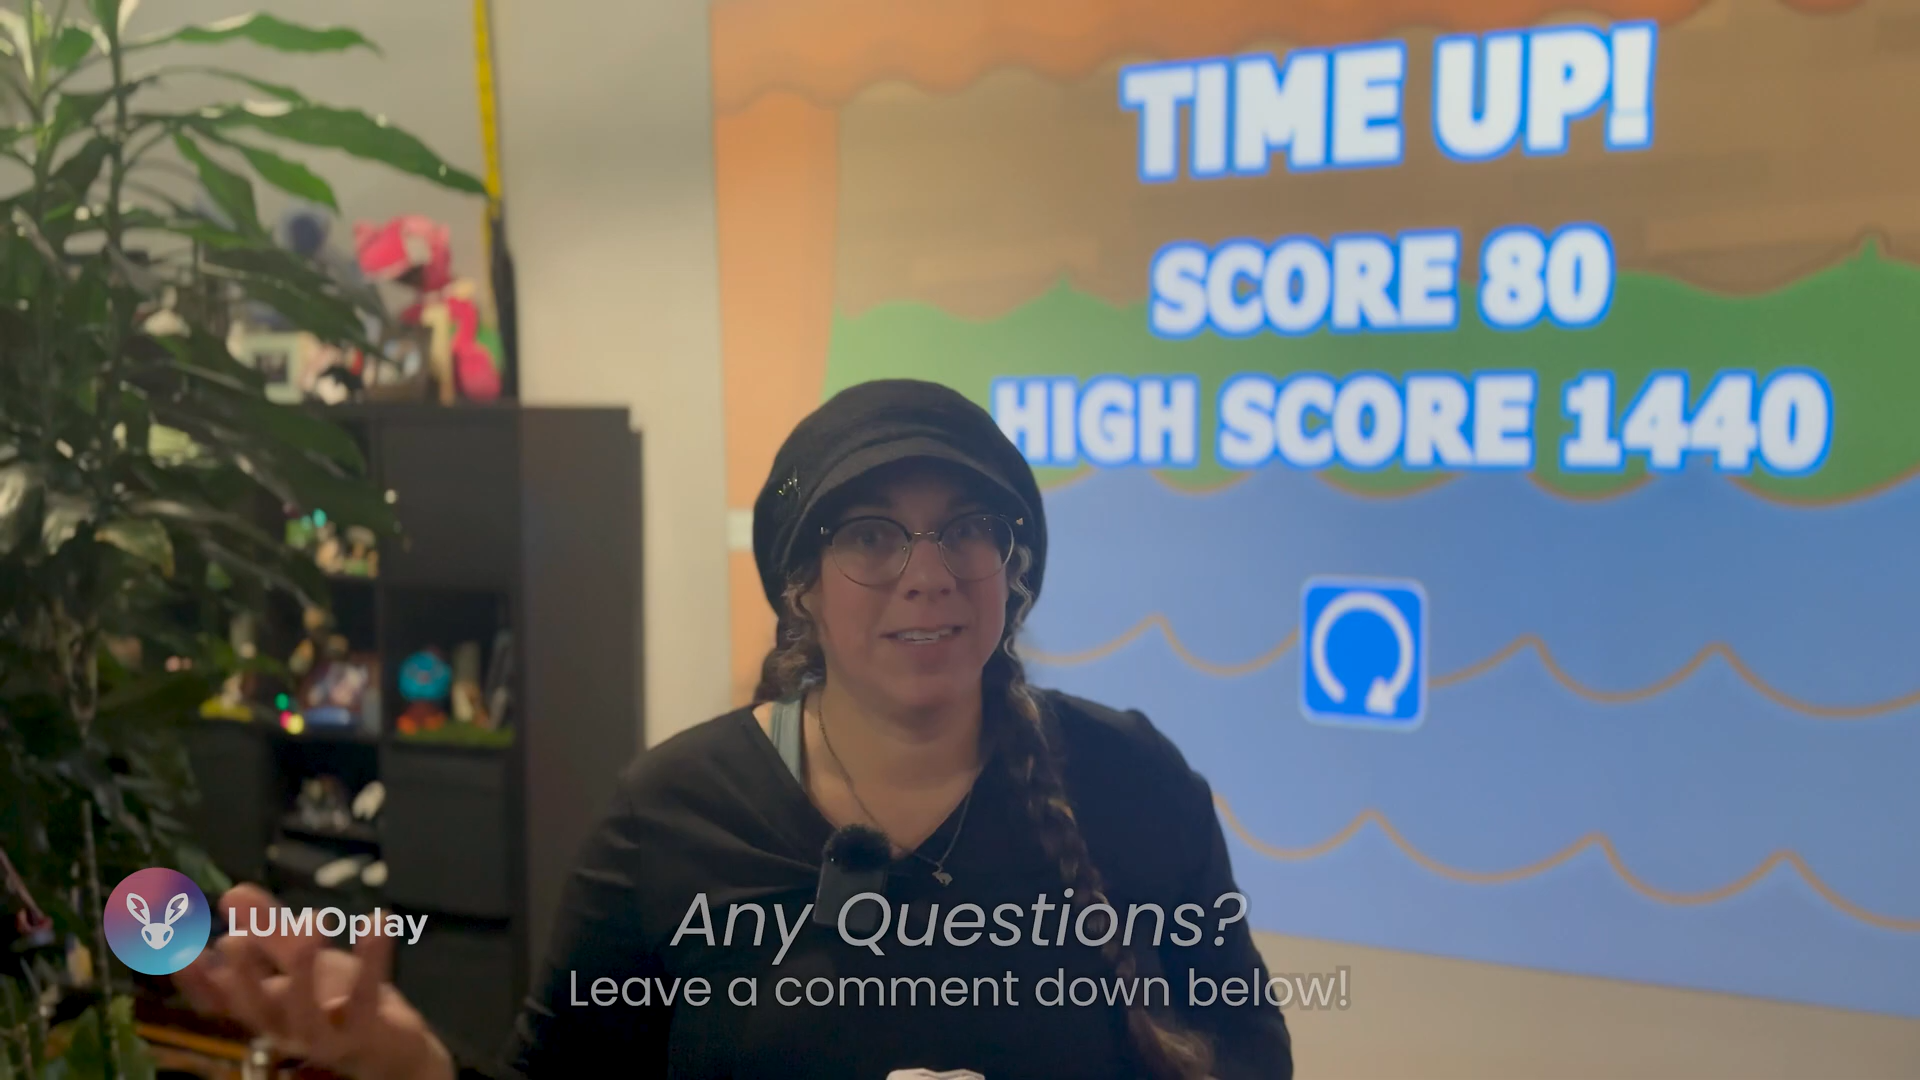 TIME UP!
SCORE 80
HIGH SCORE 1440
LUMOplay
Any Questions?
Leave a comment down below!